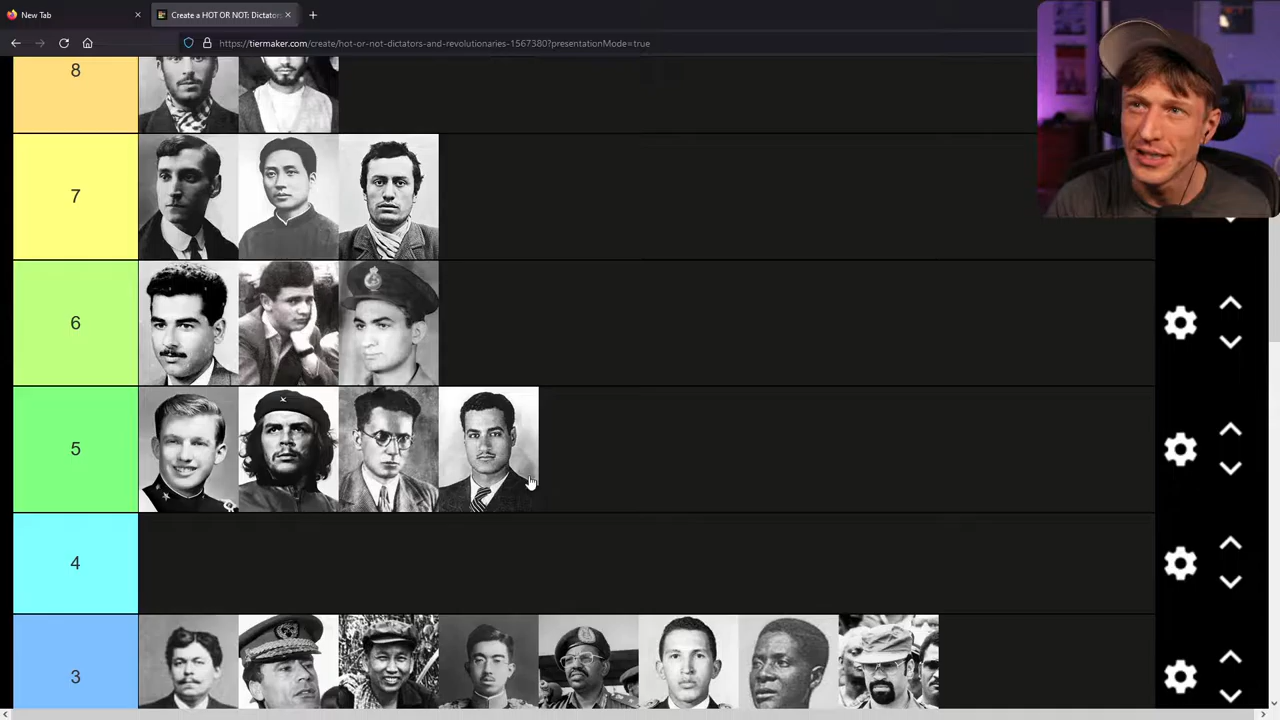 New Tab
Create a HOT OR NOT: Dictator
https://tiermaker.com/create/hot-or-not-dictators-and-revolutionaries-1567380?presentationMode=true
8
7
6
5
4
3